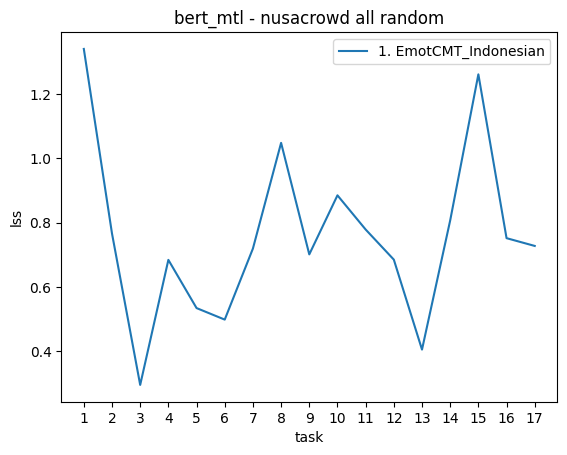 bert_mtl - nusacrowd all random
1. EmotCMT_Indonesian
1.2
1.0
0.8
0.6
0.4
lss
1 2 3 4 5 6 7 8 9 10 11 12 13 14 15 16 17
task